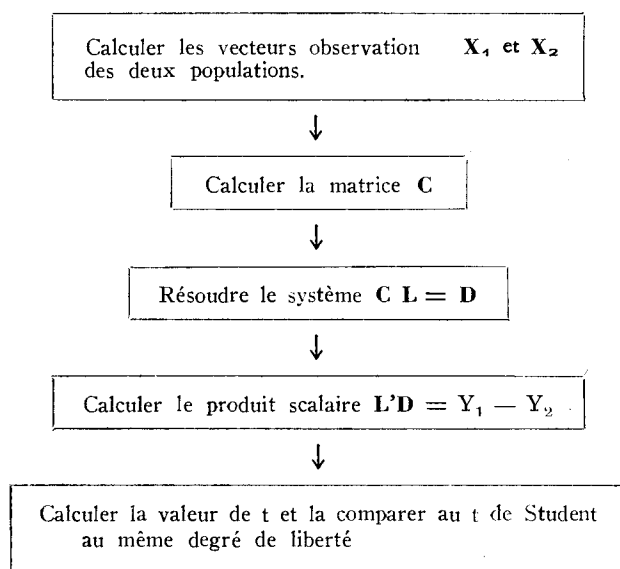 Calculer les vecteurs observation X₁ et X₂
des deux populations.
↓
Calculer la matrice C
↓
Résoudre le système C L = D
↓
Calculer le produit scalaire L'D = Y₁ — Y₂
↓
Calculer la valeur de t et la comparer au t de Student
au même degré de liberté